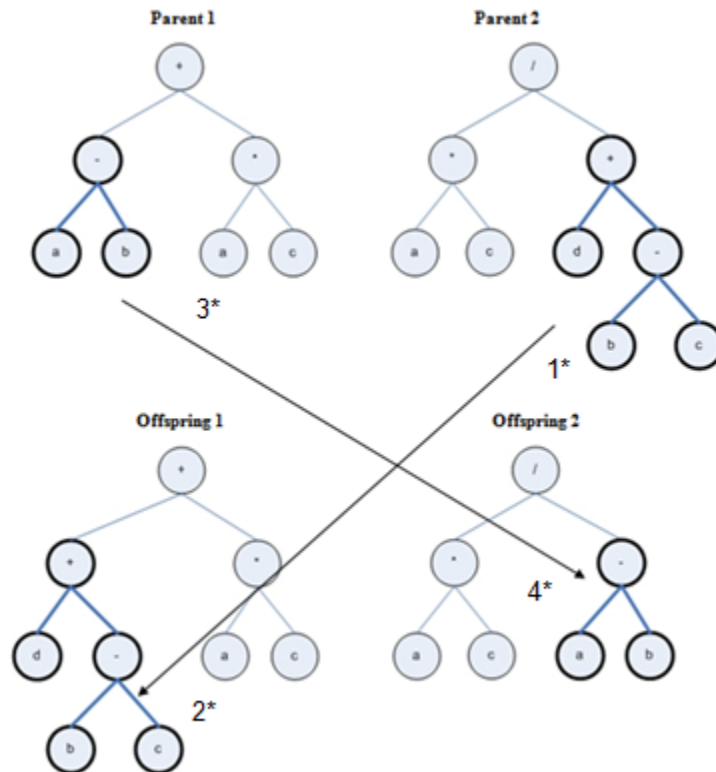 Parent 1 Parent 2
+ /
- * * +
a b a c a c d -
3*
b c
1*
Offspring 1 Offspring 2
+ /
+ * * -
4*
d - a c a c a b
2*
b c